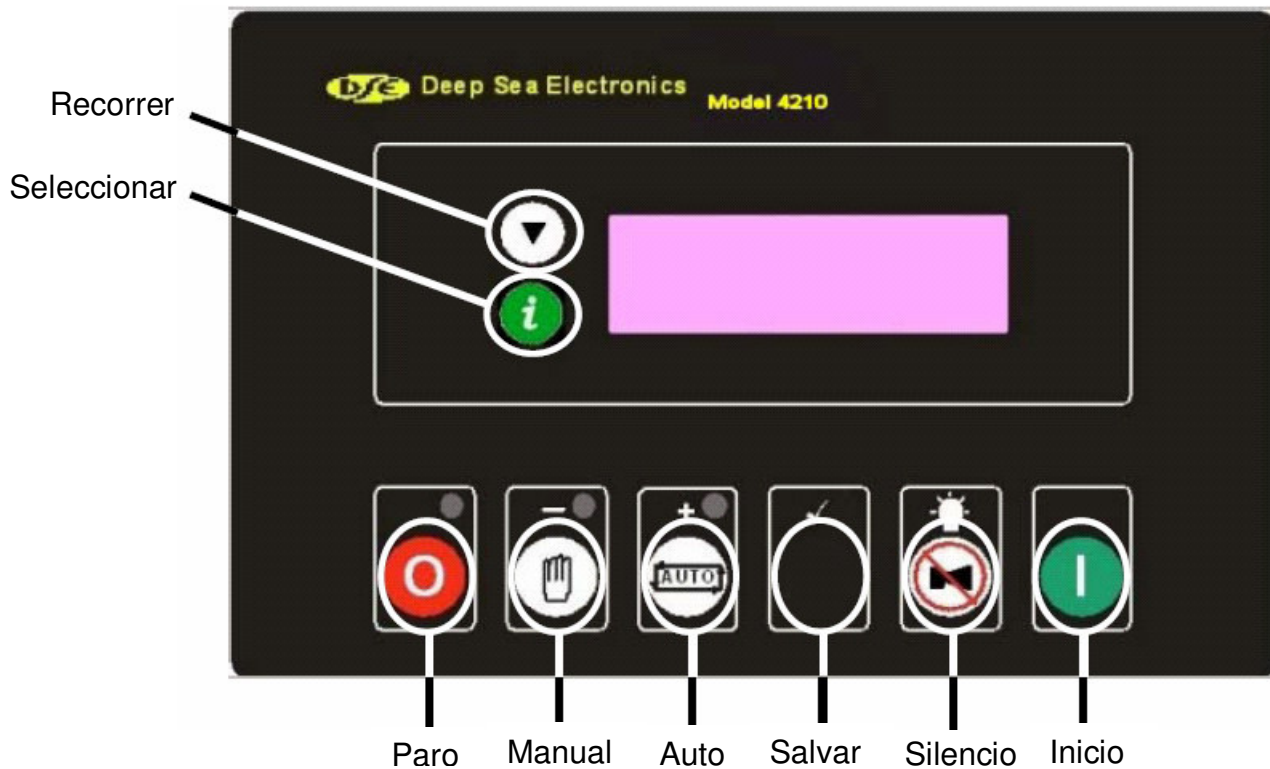 DSE Deep Sea Electronics
Model 4210
Recorrer
Seleccionar
i
O
−
+
AUTO
✓
I
Paro
Manual
Auto
Salvar
Silencio
Inicio